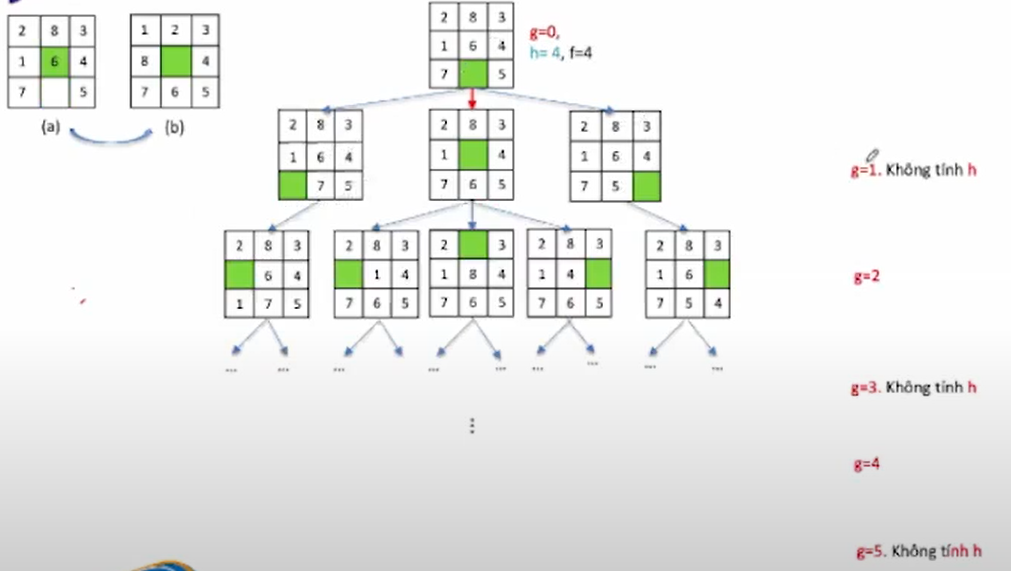 2 8 3
1 6 4
7 5
(a)
1 2 3
8 4
7 6 5
(b)
2 8 3
1 6 4
7 5
g=0,
h= 4, f=4
2 8 3
1 6 4
7 5
2 8 3
1 4
7 6 5
2 8 3
1 6 4
7 5
g=1. Không tính h
2 8 3
6 4
1 7 5
2 8 3
1 4
7 6 5
2 3
1 8 4
7 6 5
2 8 3
1 4
7 6 5
2 8 3
1 6
7 5 4
g=2
... ... ... ... ... ... ... ... ...
g=3. Không tính h
⋮
g=4
g=5. Không tính h